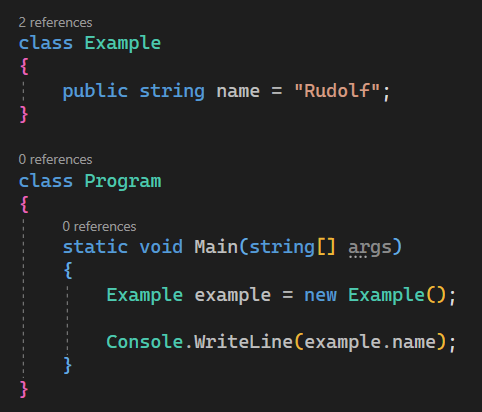 2 references
class Example
{
    public string name = "Rudolf";
}
0 references
class Program
{
    0 references
    static void Main(string[] args)
    {
        Example example = new Example();
        Console.WriteLine(example.name);
    }
}